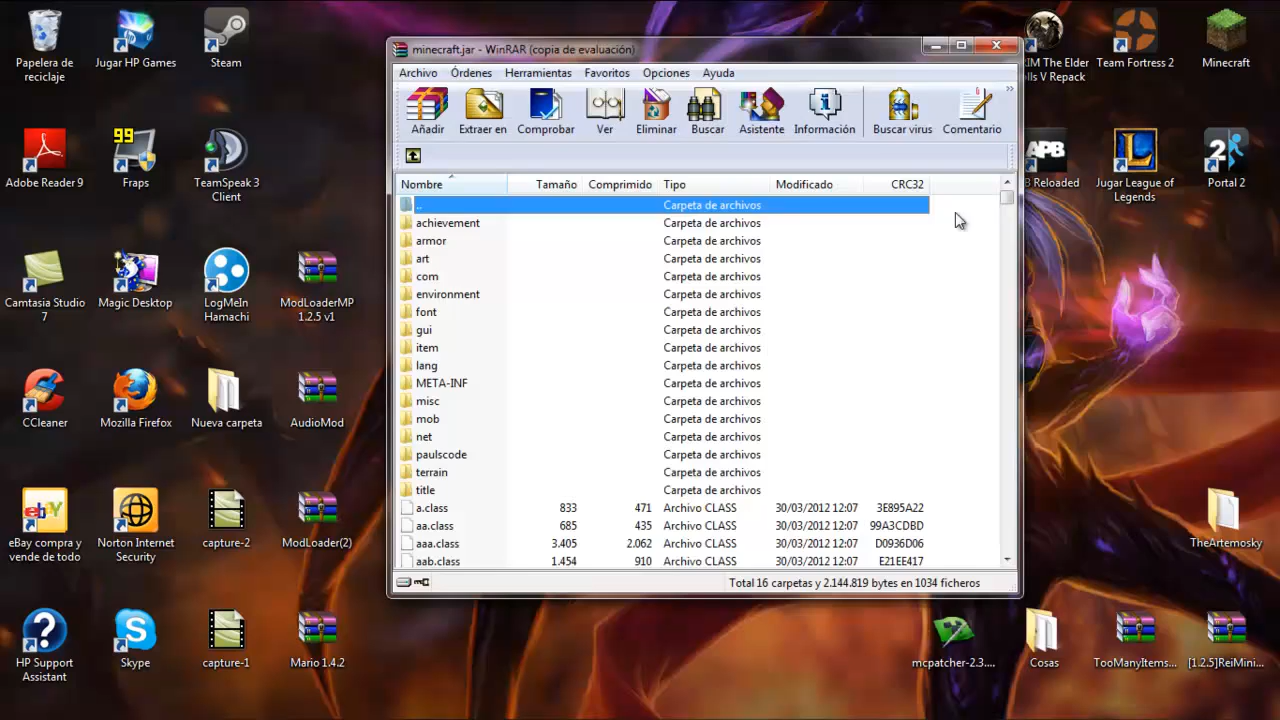 Papelera de
reciclaje
Jugar HP Games
Steam
Adobe Reader 9
99
Fraps
TeamSpeak 3
Client
Camtasia Studio
7
Magic Desktop
LogMeIn
Hamachi
ModLoaderMP
1.2.5 v1
CCleaner
Mozilla Firefox
Nueva carpeta
AudioMod
eBay compra y
vende de todo
Norton Internet
Security
capture-2
ModLoader(2)
HP Support
Assistant
Skype
capture-1
Mario 1.4.2
minecraft.jar - WinRAR (copia de evaluación)
Archivo Órdenes Herramientas Favoritos Opciones Ayuda
Añadir Extraer en Comprobar Ver Eliminar Buscar Asistente Información Buscar virus Comentario
Nombre Tamaño Comprimido Tipo Modificado CRC32
.. Carpeta de archivos
achievement Carpeta de archivos
armor Carpeta de archivos
art Carpeta de archivos
com Carpeta de archivos
environment Carpeta de archivos
font Carpeta de archivos
gui Carpeta de archivos
item Carpeta de archivos
lang Carpeta de archivos
META-INF Carpeta de archivos
misc Carpeta de archivos
mob Carpeta de archivos
net Carpeta de archivos
paulscode Carpeta de archivos
terrain Carpeta de archivos
title Carpeta de archivos
a.class 833 471 Archivo CLASS 30/03/2012 12:07 3E895A22
aa.class 685 435 Archivo CLASS 30/03/2012 12:07 99A3CDBD
aaa.class 3.405 2.062 Archivo CLASS 30/03/2012 12:07 D0936D06
aab.class 1.454 910 Archivo CLASS 30/03/2012 12:07 E21EE417
Total 16 carpetas y 2.144.819 bytes en 1034 ficheros
IM The Elder
lls V Repack
Team Fortress 2
Minecraft
APB
B Reloaded
Jugar League of
Legends
2
Portal 2
TheArtemosky
mcpatcher-2.3....
Cosas
TooManyItems...
[1.2.5]ReiMini...